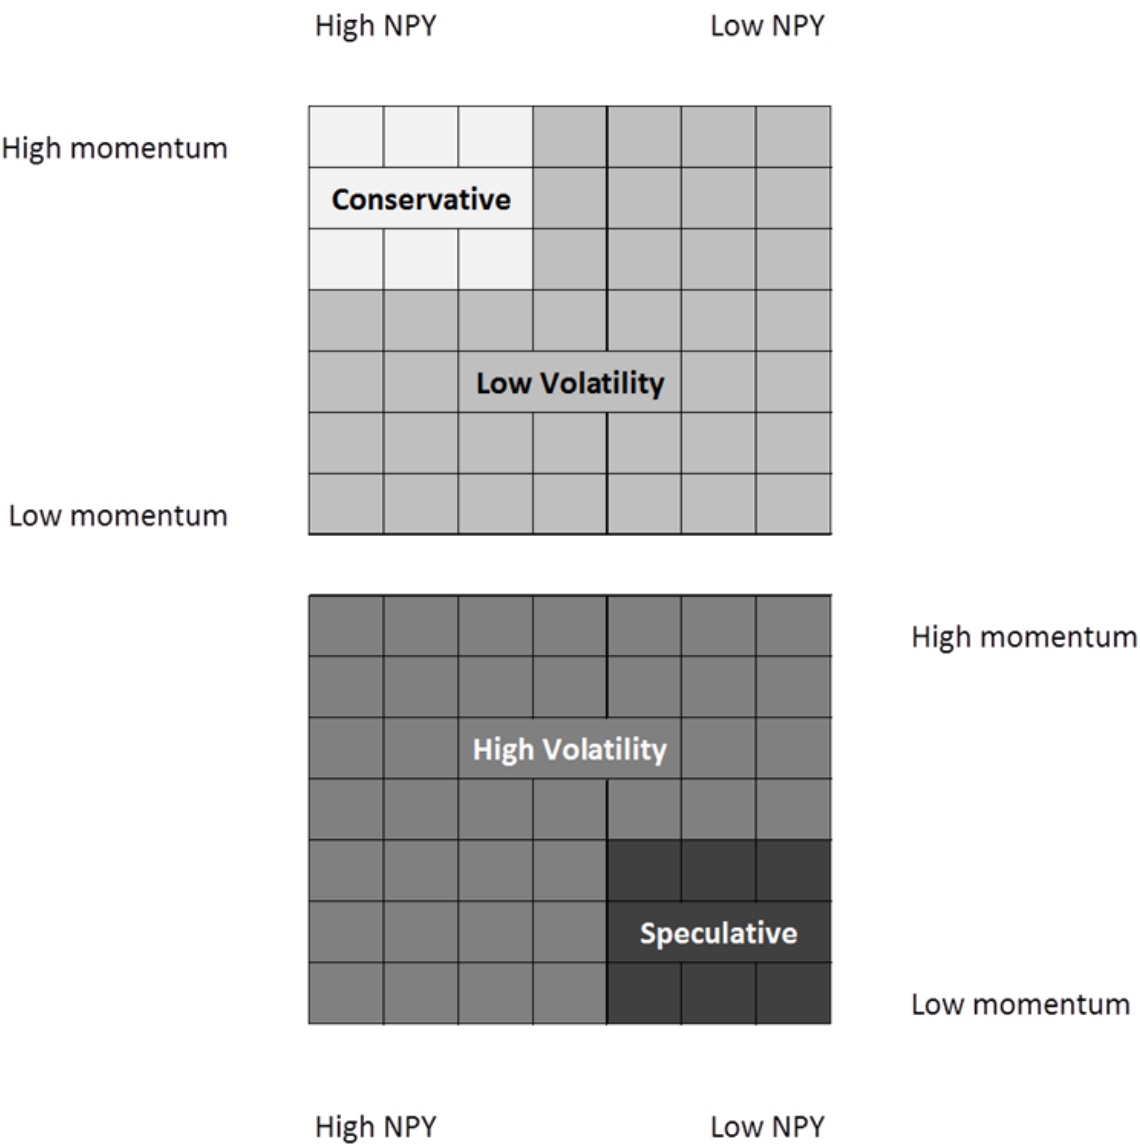 High NPY
Low NPY
High momentum
Conservative
Low Volatility
Low momentum
High momentum
High Volatility
Speculative
Low momentum
High NPY
Low NPY